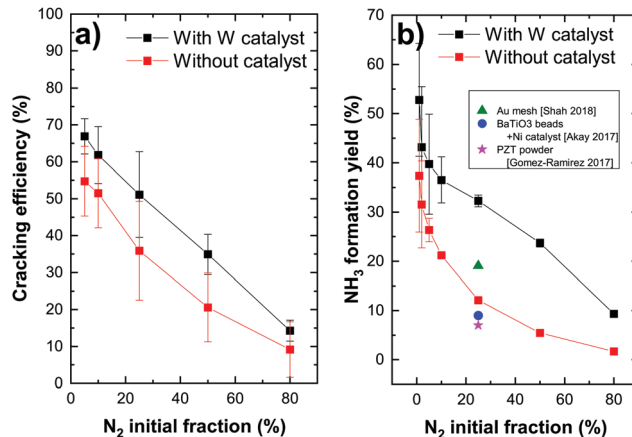 a)
With W catalyst
Without catalyst
100
90
80
70
60
50
40
30
20
10
0
Cracking efficiency (%)
0 20 40 60 80
N₂ initial fraction (%)
b)
With W catalyst
Without catalyst
Au mesh [Shah 2018]
BaTiO3 beads
+Ni catalyst [Akay 2017]
PZT powder
[Gomez-Ramirez 2017]
70
60
50
40
30
20
10
0
NH₃ formation yield (%)
0 20 40 60 80
N₂ initial fraction (%)